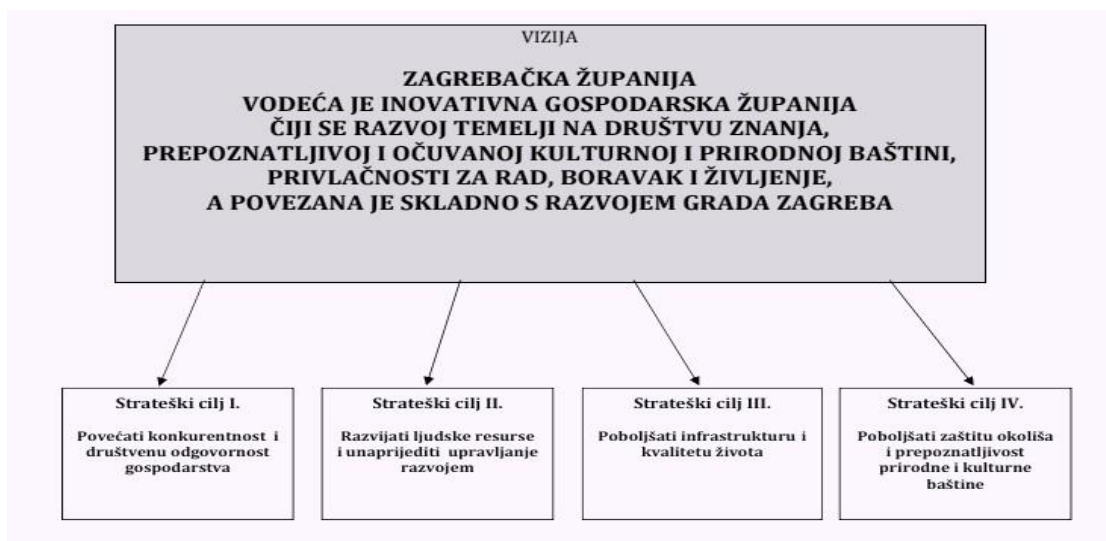 VIZIJA
ZAGREBAČKA ŽUPANIJA
VODEĆA JE INOVATIVNA GOSPODARSKA ŽUPANIJA
ČIJI SE RAZVOJ TEMELJI NA DRUŠTVU ZNANJA,
PREPOZNATLJIVOJ I OČUVANOJ KULTURNOJ I PRIRODNOJ BAŠTINI,
PRIVLAČNOSTI ZA RAD, BORAVAK I ŽIVLJENJE,
A POVEZANA JE SKLADNO S RAZVOJEM GRADA ZAGREBA
Strateški cilj I.
Povećati konkurentnost i
društvenu odgovornost
gospodarstva
Strateški cilj II.
Razvijati ljudske resurse
i unaprijediti upravljanje
razvojem
Strateški cilj III.
Poboljšati infrastrukturu i
kvalitetu života
Strateški cilj IV.
Poboljšati zaštitu okoliša
i prepoznatljivost
prirodne i kulturne
baštine